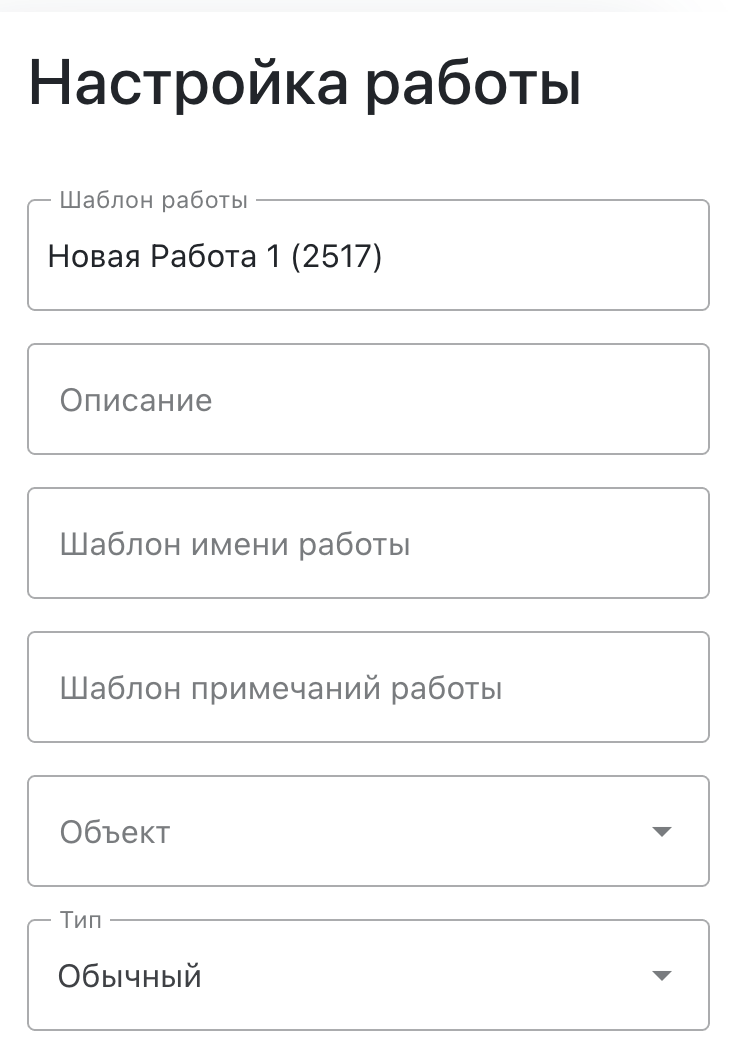 Настройка работы
Шаблон работы
Новая Работа 1 (2517)
Описание
Шаблон имени работы
Шаблон примечаний работы
Объект
Тип
Обычный